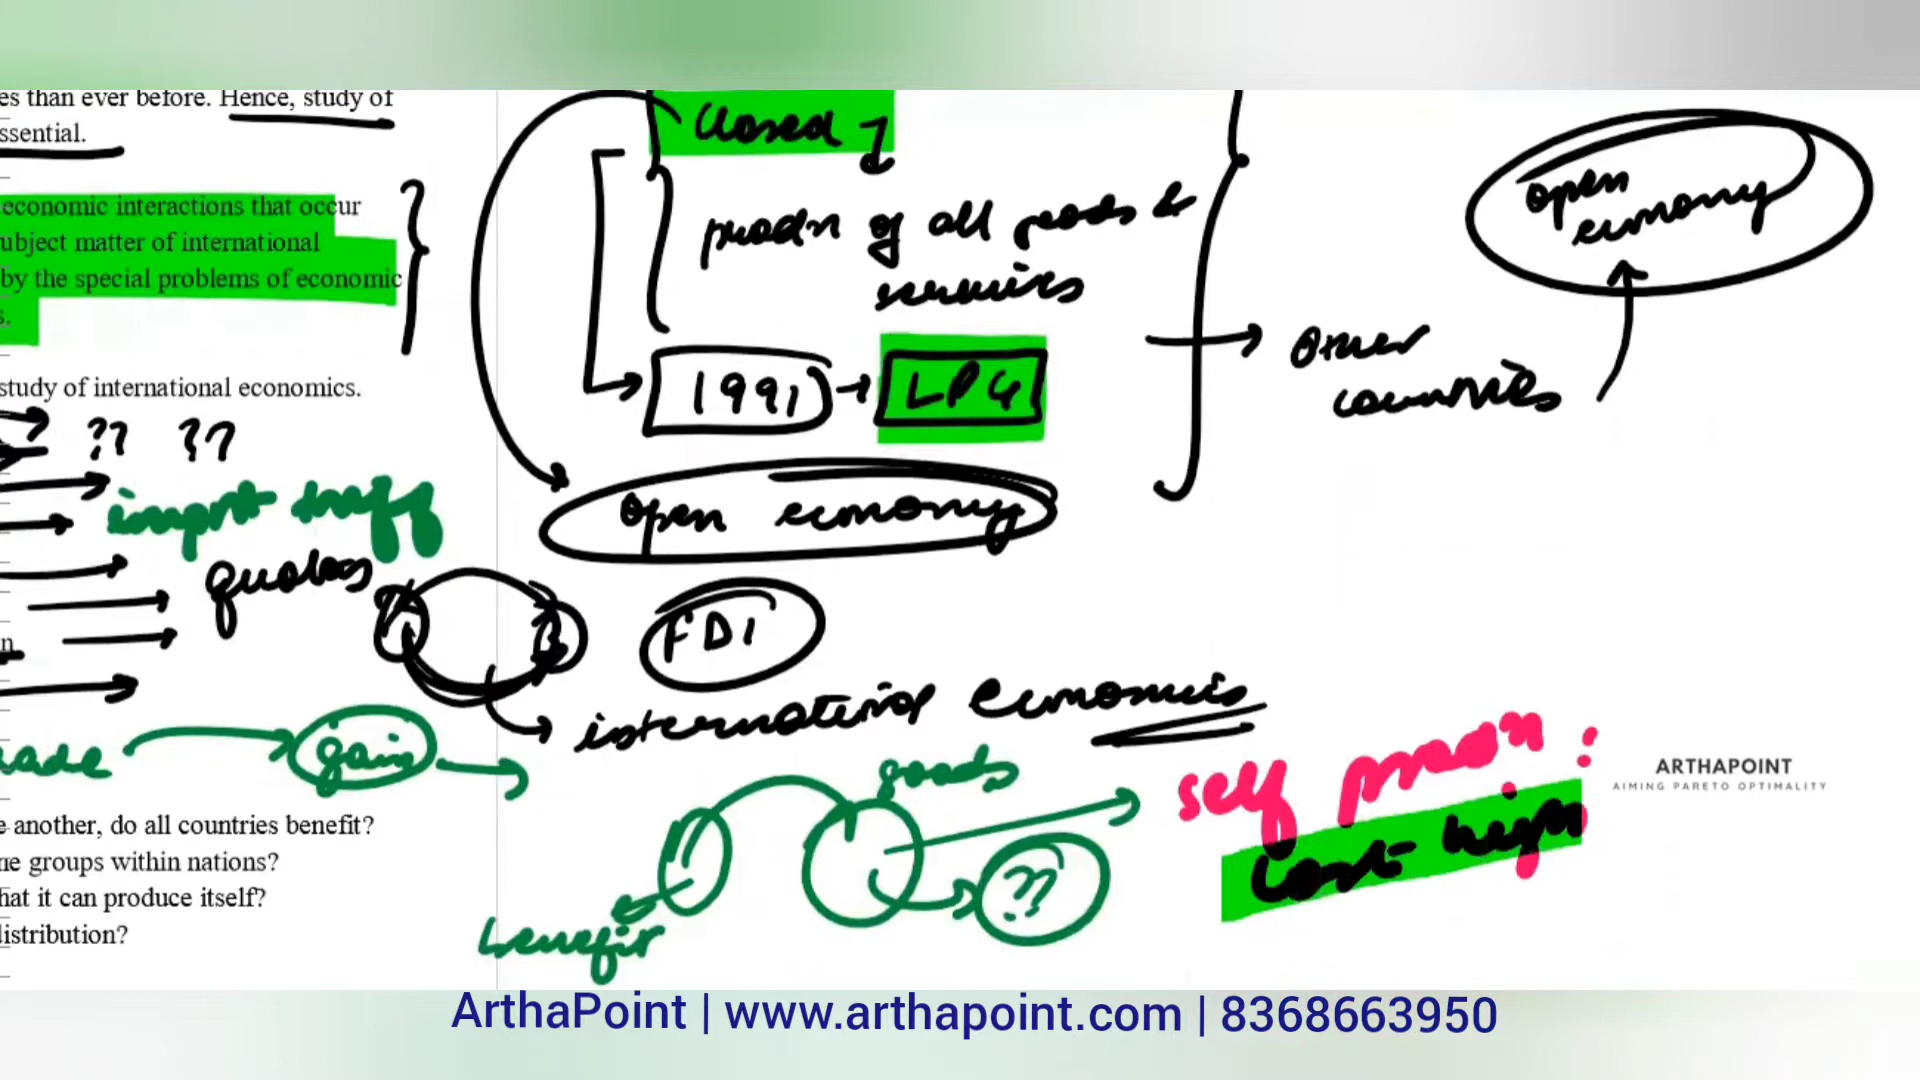 es than ever before. Hence, study of
ssential.
economic interactions that occur
ubject matter of international
by the special problems of economic
s.
study of international economics.
?? ??
import tariff
quotas
n
rade
gain
e another, do all countries benefit?
ne groups within nations?
hat it can produce itself?
distribution?
Closed
prodn of all goods &
services
1991 → LPG
open economy
FDI
international economics
goods
benefit
??
other
countries
open
economy
self prodn :
cost high
ARTHAPOINT
AIMING PARETO OPTIMALITY
ArthaPoint | www.arthapoint.com | 8368663950